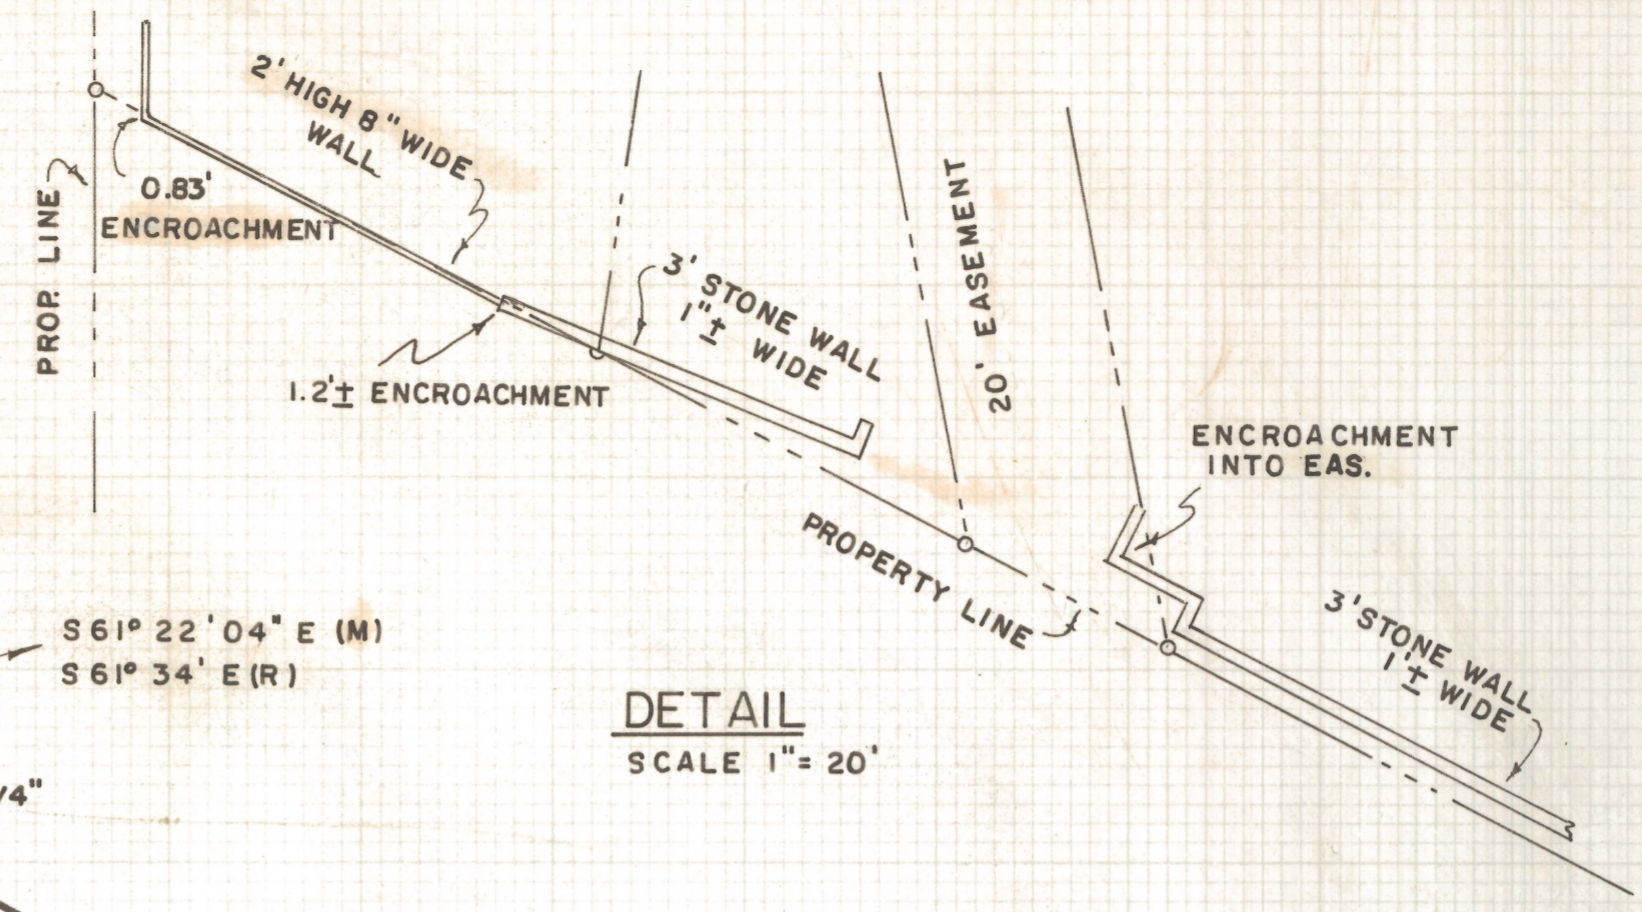 2' HIGH 8" WIDE
WALL
PROP. LINE
0.83'
ENCROACHMENT
3' STONE WALL
1"± WIDE
1.2'± ENCROACHMENT
20' EASEMENT
ENCROACHMENT
INTO EAS.
PROPERTY LINE
3' STONE WALL
1'± WIDE
S 61° 22' 04" E (M)
S 61° 34' E (R)
DETAIL
SCALE 1" = 20'
/4"